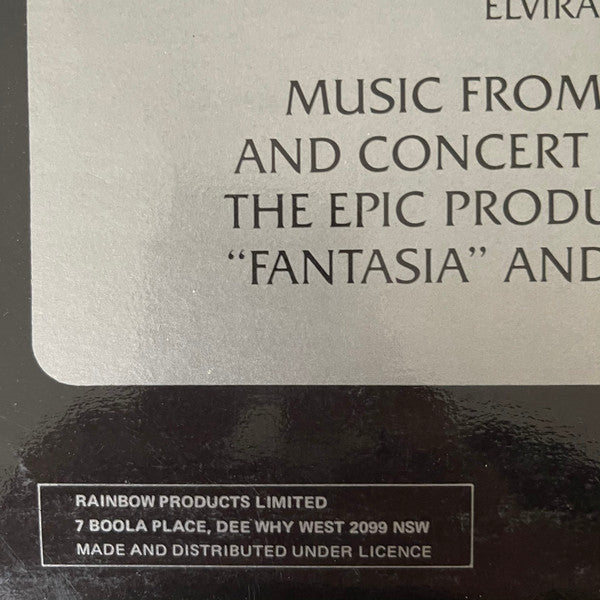 ELVIRA
MUSIC FROM
AND CONCERT
THE EPIC PRODU
“FANTASIA” AND
RAINBOW PRODUCTS LIMITED
7 BOOLA PLACE, DEE WHY WEST 2099 NSW
MADE AND DISTRIBUTED UNDER LICENCE